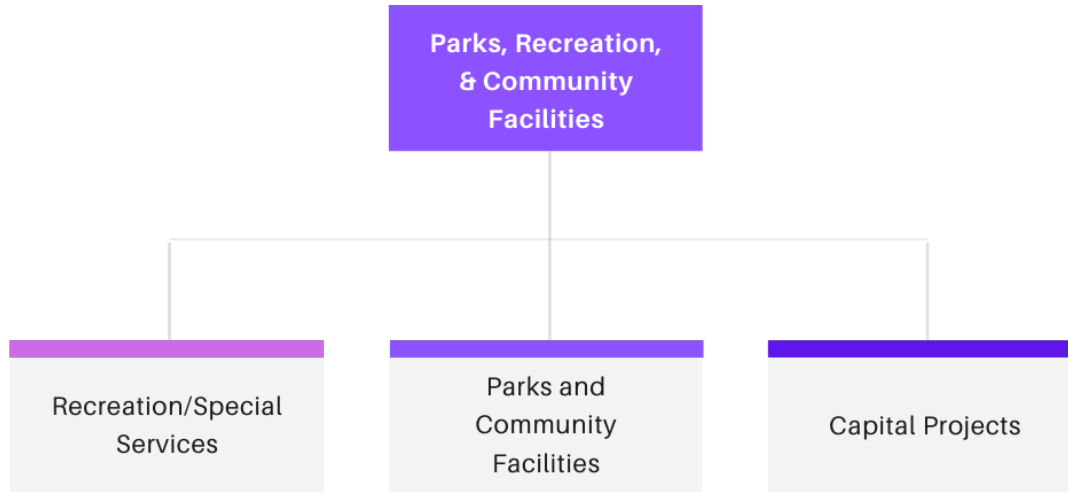 Parks, Recreation,
& Community
Facilities
Recreation/Special
Services
Parks and
Community
Facilities
Capital Projects